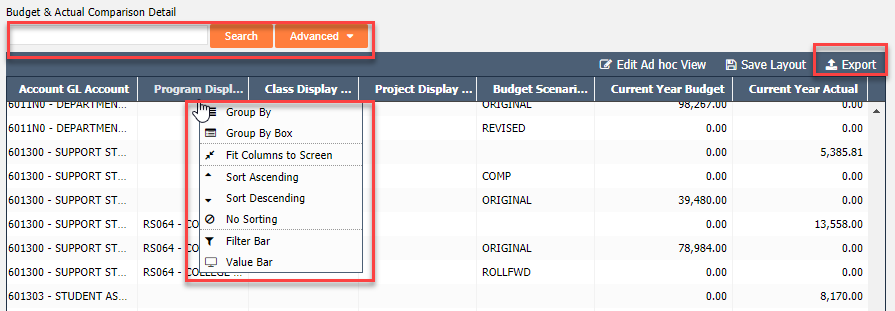 Budget & Actual Comparison Detail
Search Advanced
Edit Ad hoc View Save Layout Export
Account GL Account Program Displ... Class Display ... Project Display ... Budget Scenari... Current Year Budget Current Year Actual
6011N0 - DEPARTMEN... ORIGINAL 98,267.00 0.00
Group By
6011N0 - DEPARTMEN... REVISED 0.00 0.00
Group By Box
601300 - SUPPORT ST... 0.00 5,385.81
Fit Columns to Screen
601300 - SUPPORT ST... COMP 0.00 0.00
Sort Ascending
601300 - SUPPORT ST... ORIGINAL 39,480.00 0.00
Sort Descending
601300 - SUPPORT ST... RS064 - CO 0.00 13,558.00
No Sorting
601300 - SUPPORT ST... RS064 - CO ORIGINAL 78,984.00 0.00
Filter Bar
601300 - SUPPORT ST... RS064 - COLLEGE ... ROLLFWD 0.00 0.00
Value Bar
601303 - STUDENT AS... 0.00 8,170.00